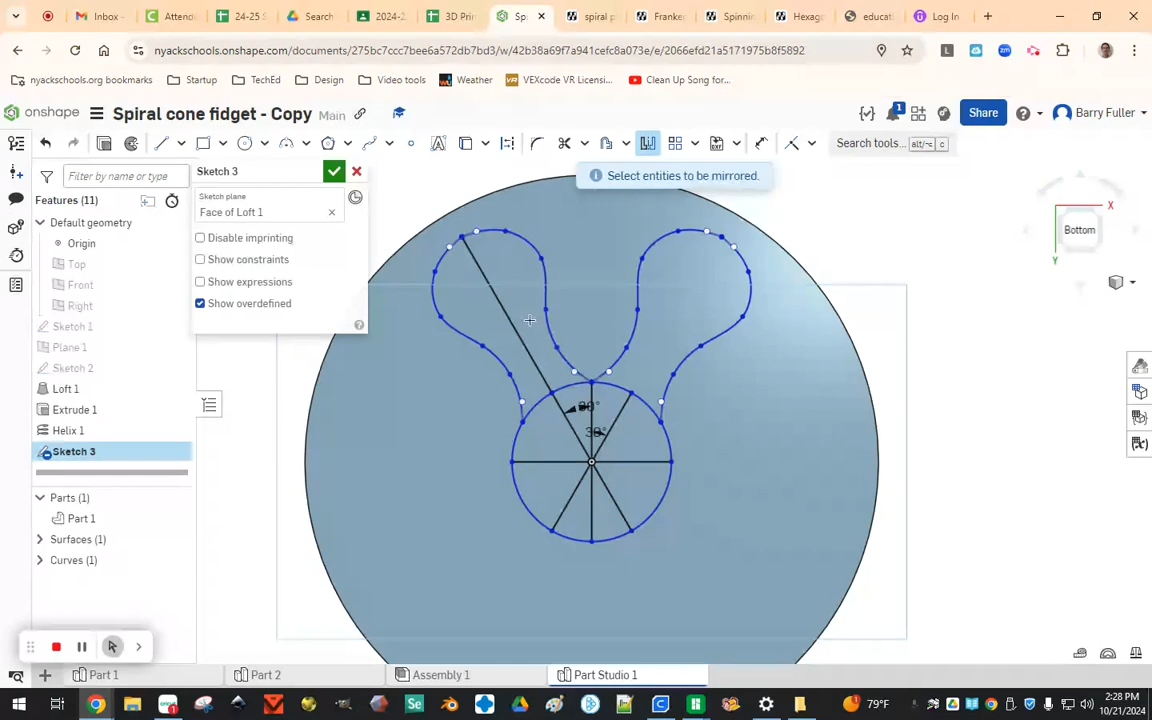 Inbox -
Attend
24-25 S
Search
2024-2
3D Prin
Sp
spiral p
Franke
Spinnin
Hexago
educat
Log In
nyackschools.onshape.com/documents/275bc7ccc7bee6a572db7bd3/w/42b38a69f7a941cefc8a073e/e/2066efd21a5171975b8f5892
nyackschools.org bookmarks
Startup
TechEd
Design
Video tools
Weather
VEXcode VR Licensi...
Clean Up Song for...
onshape
Spiral cone fidget - Copy
Main
1
Share
Barry Fuller
Search tools...
alt/⌥
c
Sketch 3
Select entities to be mirrored.
Filter by name or type
Sketch plane
Face of Loft 1
Features (11)
Default geometry
Disable imprinting
Origin
Show constraints
Top
Show expressions
Front
Show overdefined
Right
Sketch 1
Plane 1
Sketch 2
Loft 1
Extrude 1
Helix 1
Sketch 3
30°
X
Bottom
Y
Parts (1)
Part 1
Surfaces (1)
Curves (1)
Part 1
Part 2
Assembly 1
Part Studio 1
79°F
2:28 PM
10/21/2024